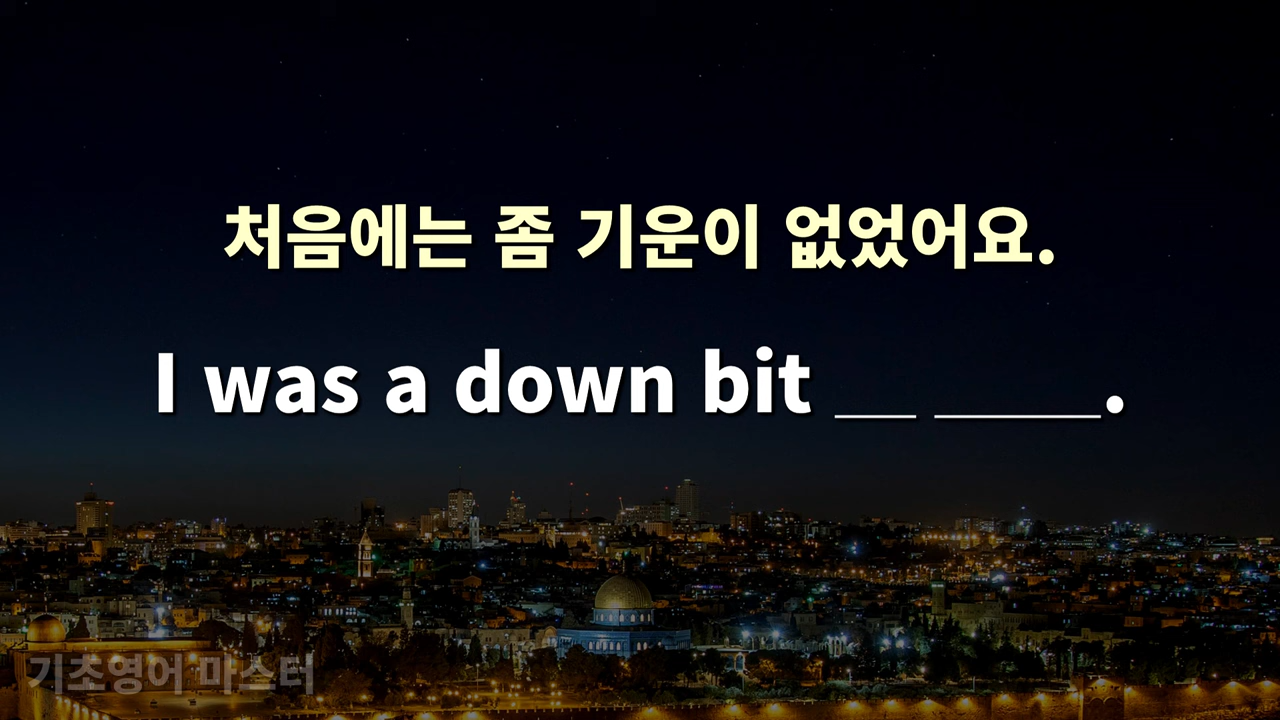 처음에는 좀 기운이 없었어요.
I was a down bit __ ____.
기초영어 마스터